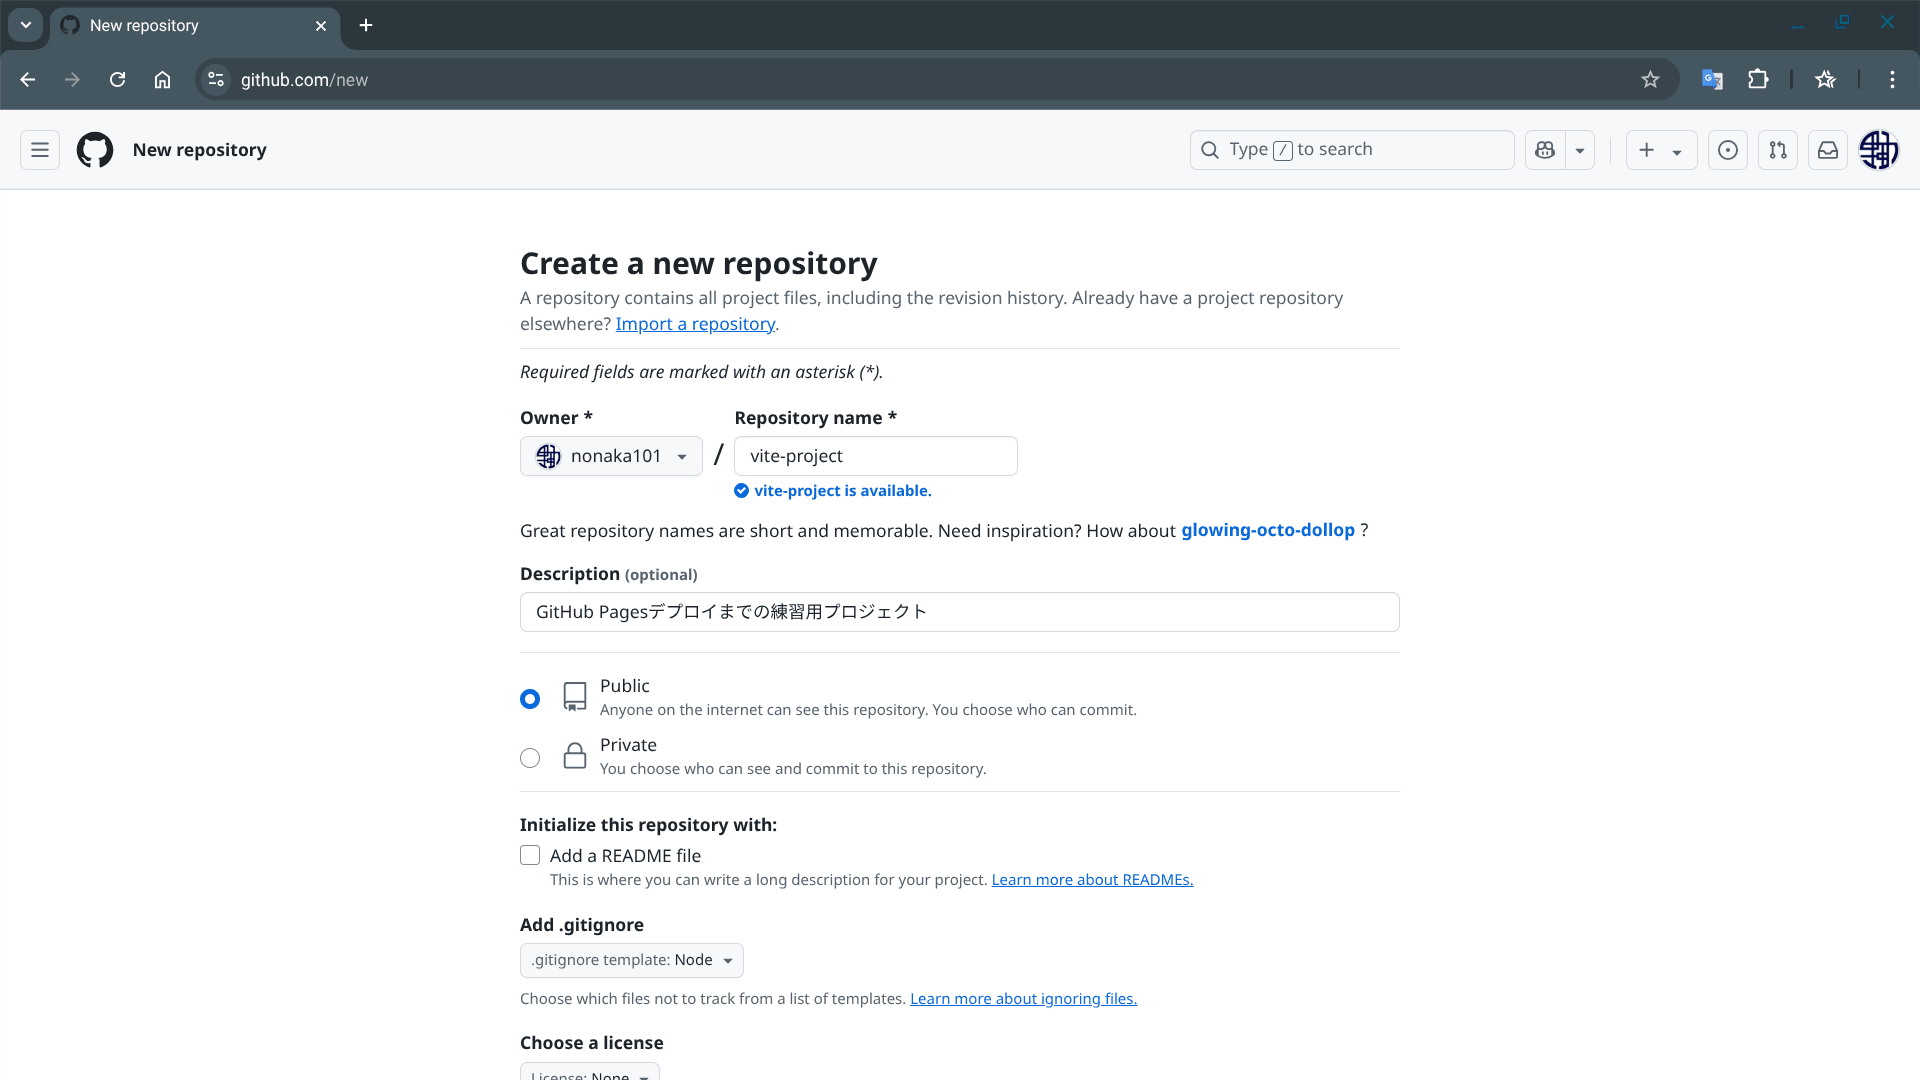 New repository
github.com/new
New repository
Type / to search
Create a new repository
A repository contains all project files, including the revision history. Already have a project repository
elsewhere? Import a repository.
Required fields are marked with an asterisk (*).
Owner *
Repository name *
nonaka101
/
vite-project
vite-project is available.
Great repository names are short and memorable. Need inspiration? How about glowing-octo-dollop ?
Description (optional)
GitHub Pagesデプロイまでの練習用プロジェクト
Public
Anyone on the internet can see this repository. You choose who can commit.
Private
You choose who can see and commit to this repository.
Initialize this repository with:
Add a README file
This is where you can write a long description for your project. Learn more about READMEs.
Add .gitignore
.gitignore template: Node
Choose which files not to track from a list of templates. Learn more about ignoring files.
Choose a license
License: None